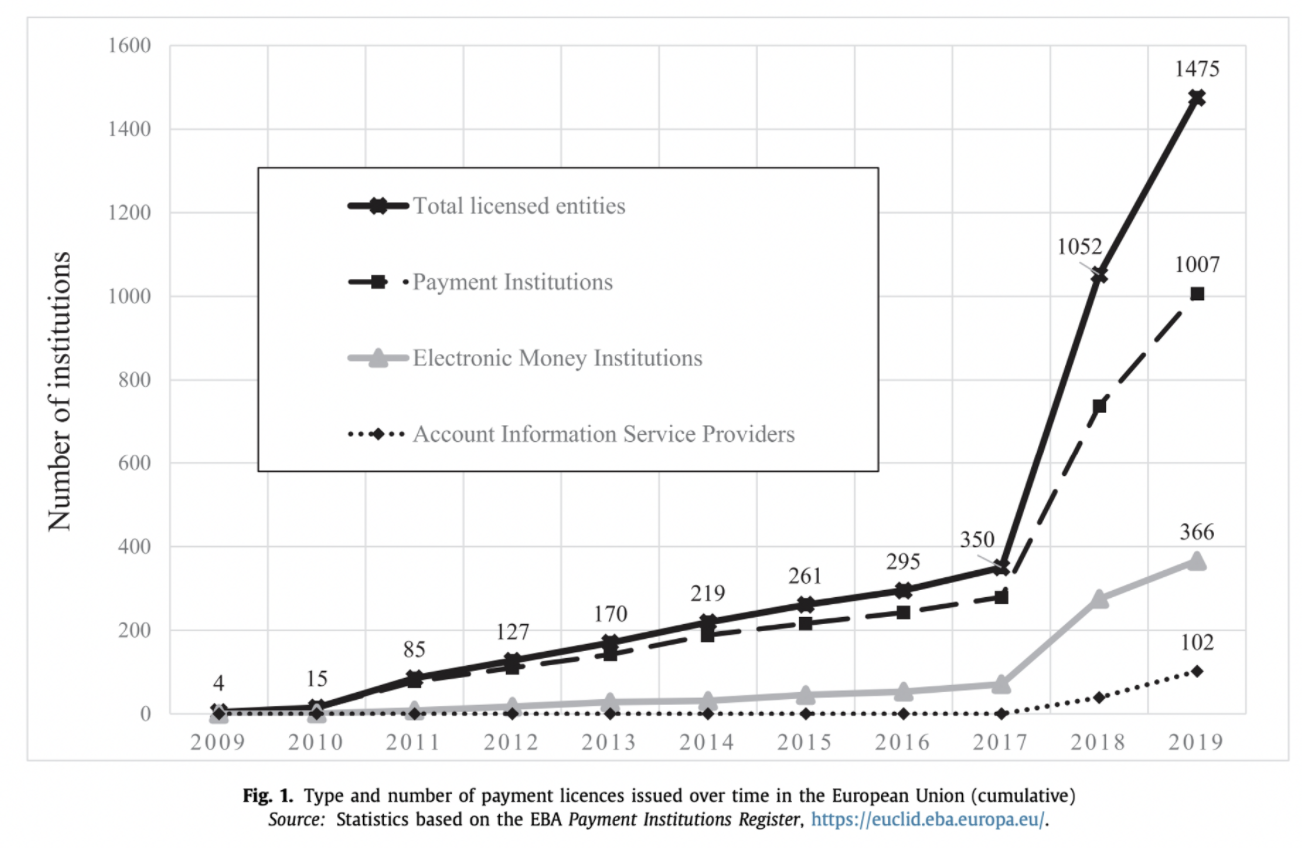 1600
1400
1200
1000
800
600
400
200
0
Number of institutions
Total licensed entities
Payment Institutions
Electronic Money Institutions
Account Information Service Providers
4
15
85
127
170
219
261
295
350
1052
1475
1007
366
102
2009 2010 2011 2012 2013 2014 2015 2016 2017 2018 2019
Fig. 1. Type and number of payment licences issued over time in the European Union (cumulative)
Source: Statistics based on the EBA Payment Institutions Register, https://euclid.eba.europa.eu/.